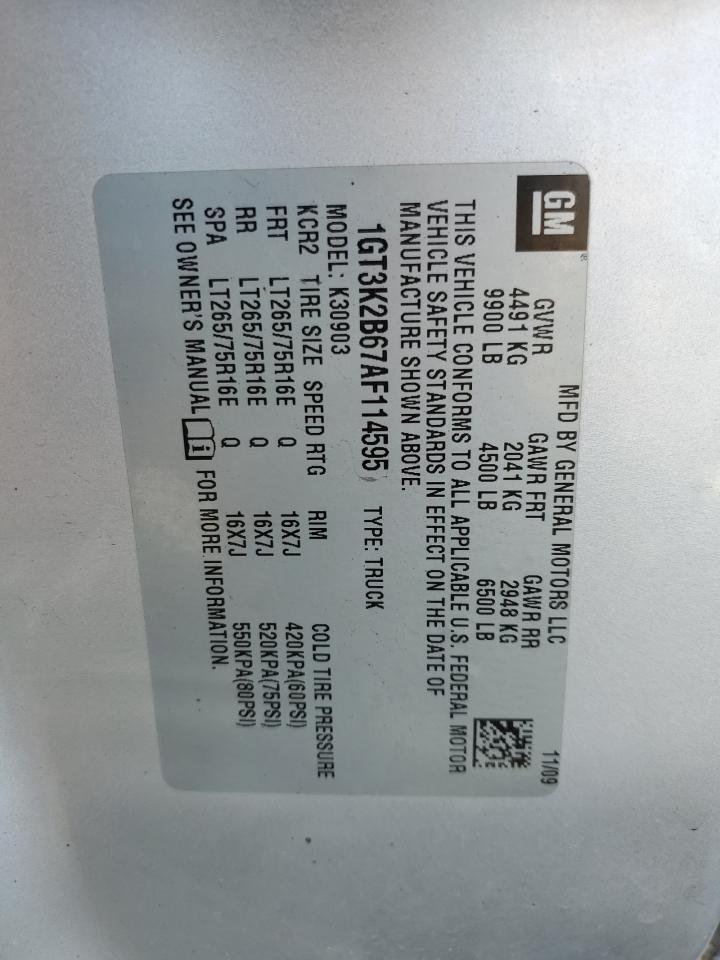 GM®
MFD BY GENERAL MOTORS LLC 11/09
GVWR GAWR FRT GAWR RR
4491 KG 2041 KG 2948 KG
9900 LB 4500 LB 6500 LB
THIS VEHICLE CONFORMS TO ALL APPLICABLE U.S. FEDERAL MOTOR
VEHICLE SAFETY STANDARDS IN EFFECT ON THE DATE OF
MANUFACTURE SHOWN ABOVE.
1GT3K2B67AF114595 TYPE: TRUCK
MODEL: K30903
KCR2 TIRE SIZE SPEED RTG RIM COLD TIRE PRESSURE
FRT LT265/75R16E Q 16X7J 420KPA(60PSI)
RR LT265/75R16E Q 16X7J 520KPA(75PSI)
SPA LT265/75R16E Q 16X7J 550KPA(80PSI)
SEE OWNER'S MANUAL FOR MORE INFORMATION.